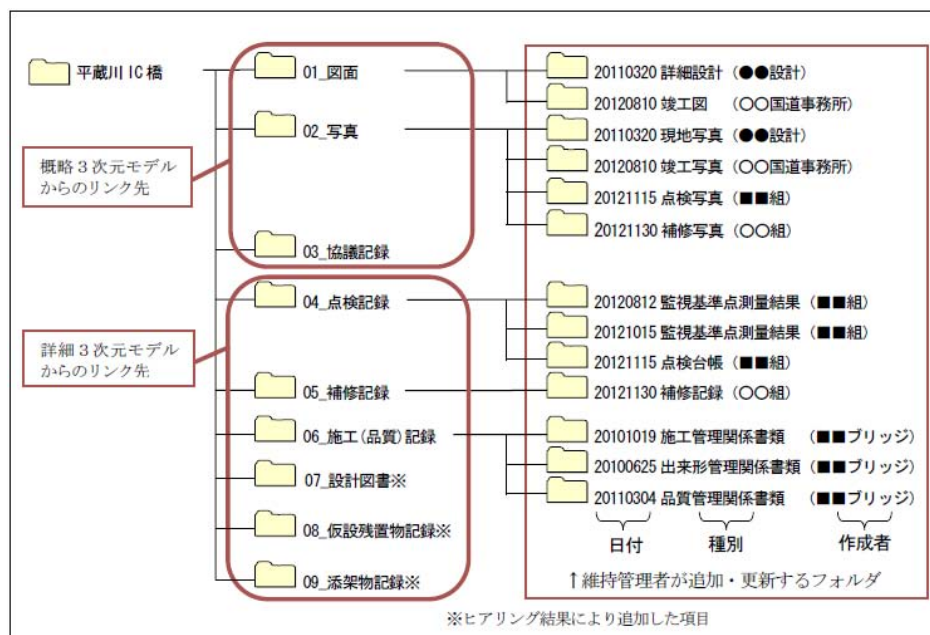 平蔵川IC橋
概略3次元モデル
からのリンク先
詳細3次元モデル
からのリンク先
01_図面
02_写真
03_協議記録
04_点検記録
05_補修記録
06_施工(品質)記録
07_設計図書※
08_仮設残置物記録※
09_添架物記録※
20110320 詳細設計 (●●設計)
20120810 竣工図 (○○国道事務所)
20110320 現地写真 (●●設計)
20120810 竣工写真 (○○国道事務所)
20121115 点検写真 (■■組)
20121130 補修写真 (○○組)
20120812 監視基準点測量結果 (■■組)
20121015 監視基準点測量結果 (■■組)
20121115 点検台帳 (■■組)
20121130 補修記録 (○○組)
20101019 施工管理関係書類 (■■ブリッジ)
20100625 出来形管理関係書類 (■■ブリッジ)
20110304 品質管理関係書類 (■■ブリッジ)
日付 種別 作成者
↑維持管理者が追加・更新するフォルダ
※ヒアリング結果により追加した項目